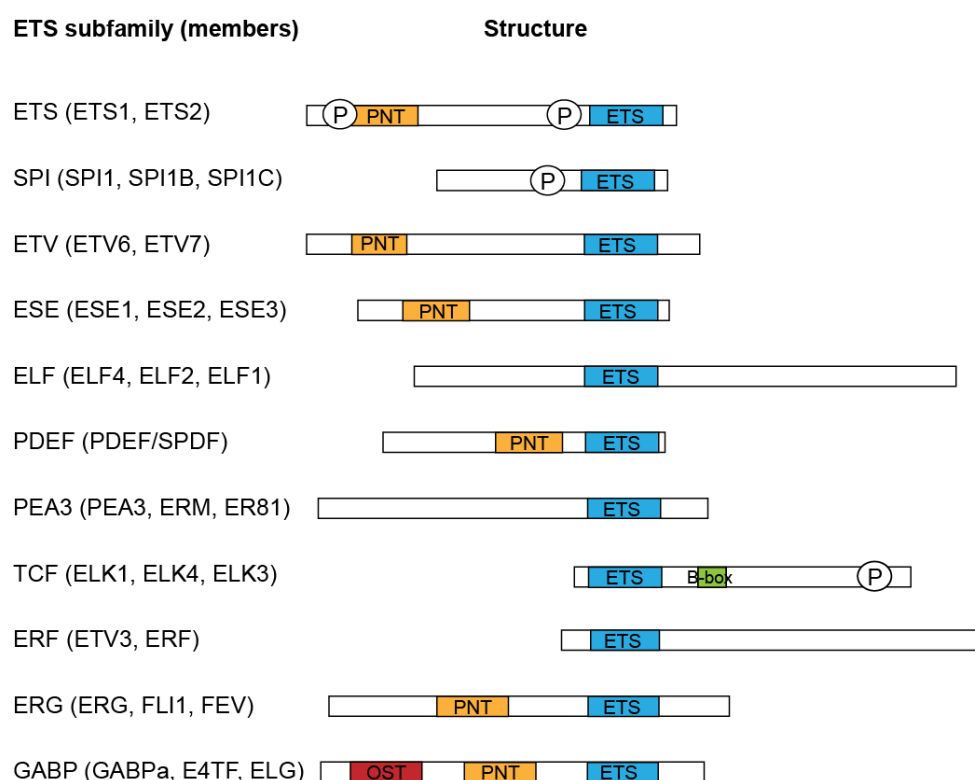 ETS subfamily (members) Structure
ETS (ETS1, ETS2) P PNT P ETS
SPI (SPI1, SPI1B, SPI1C) P ETS
ETV (ETV6, ETV7) PNT ETS
ESE (ESE1, ESE2, ESE3) PNT ETS
ELF (ELF4, ELF2, ELF1) ETS
PDEF (PDEF/SPDF) PNT ETS
PEA3 (PEA3, ERM, ER81) ETS
TCF (ELK1, ELK4, ELK3) ETS B-box P
ERF (ETV3, ERF) ETS
ERG (ERG, FLI1, FEV) PNT ETS
GABP (GABPa, E4TF, ELG) OST PNT ETS